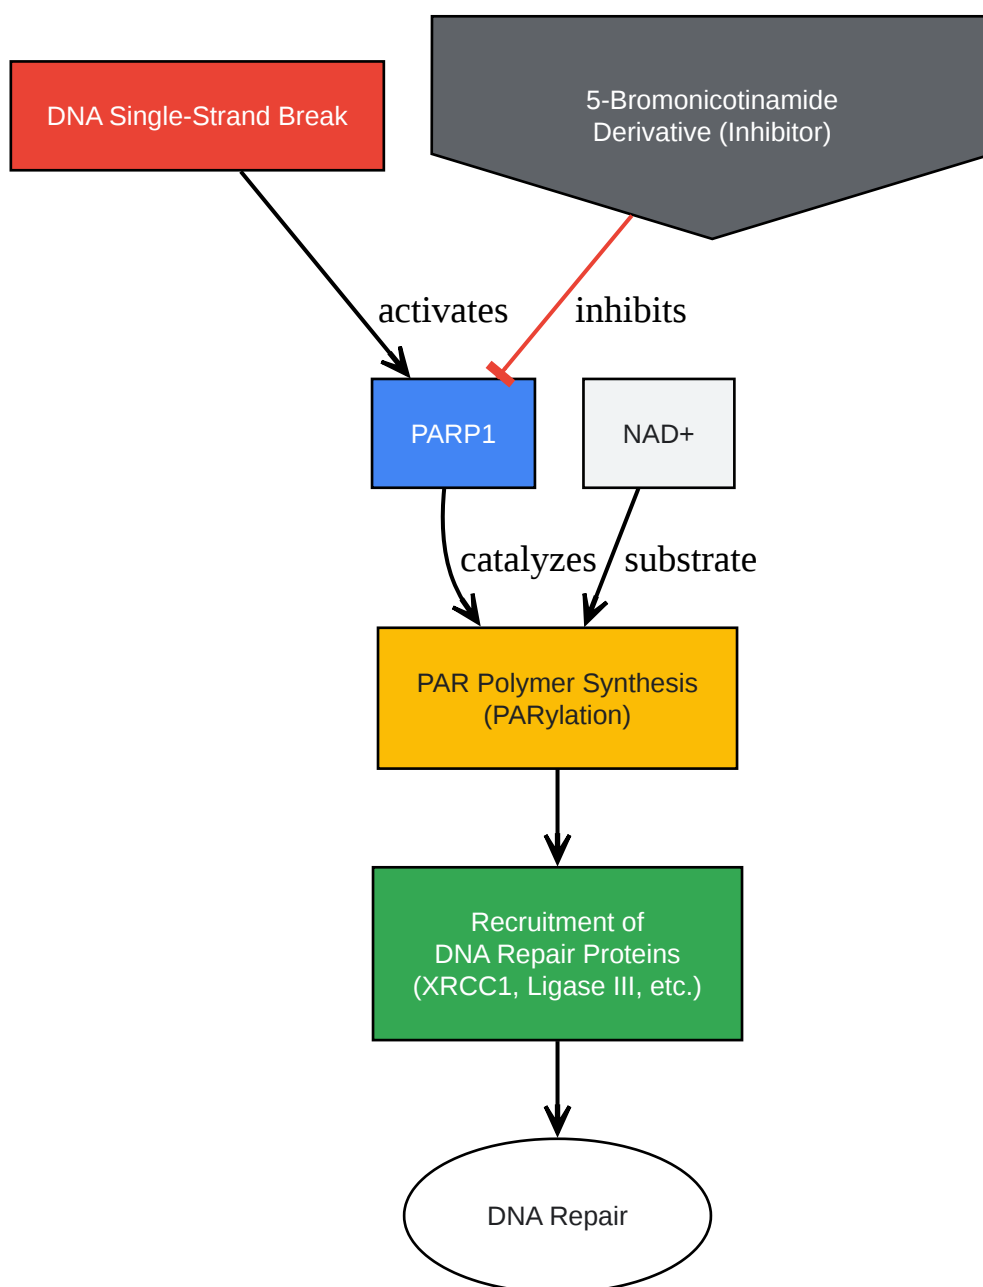 DNA Single-Strand Break
5-Bromonicotinamide
Derivative (Inhibitor)
activates
inhibits
PARP1
NAD+
catalyzes
substrate
PAR Polymer Synthesis
(PARylation)
Recruitment of
DNA Repair Proteins
(XRCC1, Ligase III, etc.)
DNA Repair